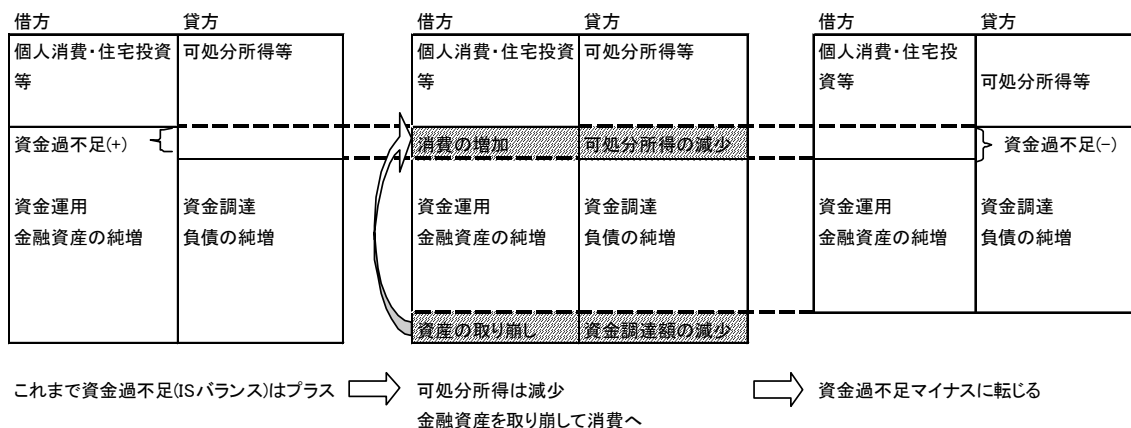 借方 貸方
個人消費・住宅投資等 可処分所得等
資金過不足(+)
資金運用 資金調達
金融資産の純増 負債の純増
借方 貸方
個人消費・住宅投資等 可処分所得等
消費の増加 可処分所得の減少
資金運用 資金調達
金融資産の純増 負債の純増
資産の取り崩し 資金調達額の減少
借方 貸方
個人消費・住宅投資等 可処分所得等
資金過不足(−)
資金運用 資金調達
金融資産の純増 負債の純増
これまで資金過不足(ISバランス)はプラス
可処分所得は減少
金融資産を取り崩して消費へ
資金過不足マイナスに転じる